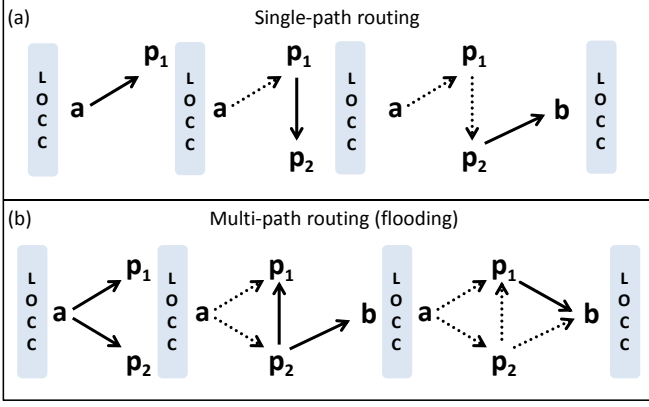 (a) Single-path routing
L O C C a p1 L O C C a p1 p2 L O C C a p1 p2 b L O C C
(b) Multi-path routing (flooding)
L O C C a p1 p2 L O C C a p1 p2 b L O C C a p1 p2 b L O C C